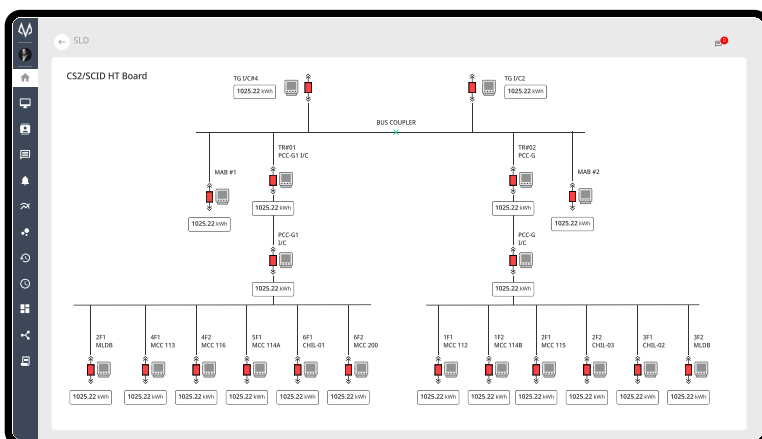 SLD
CS2/SCID HT Board
TG I/C#4
1025.22 kWh
TG I/C2
1025.22 kWh
BUS COUPLER
TR#01
PCC-G1 I/C
TR#02
PCC-G
MAB #1
MAB #2
1025.22 kWh
1025.22 kWh
1025.22 kWh
1025.22 kWh
PCC-G1
I/C
PCC-G
I/C
1025.22 kWh
1025.22 kWh
2F1
MLDB
4F1
MCC 113
4F2
MCC 116
5F1
MCC 114A
6F1
CHIL-01
6F2
MCC 200
1F1
MCC 112
1F2
MCC 114B
2F1
MCC 115
2F2
CHIL-03
3F1
CHIL-02
3F2
MLDB
1025.22 kWh
1025.22 kWh
1025.22 kWh
1025.22 kWh
1025.22 kWh
1025.22 kWh
1025.22 kWh
1025.22 kWh
1025.22 kWh
1025.22 kWh
1025.22 kWh
1025.22 kWh